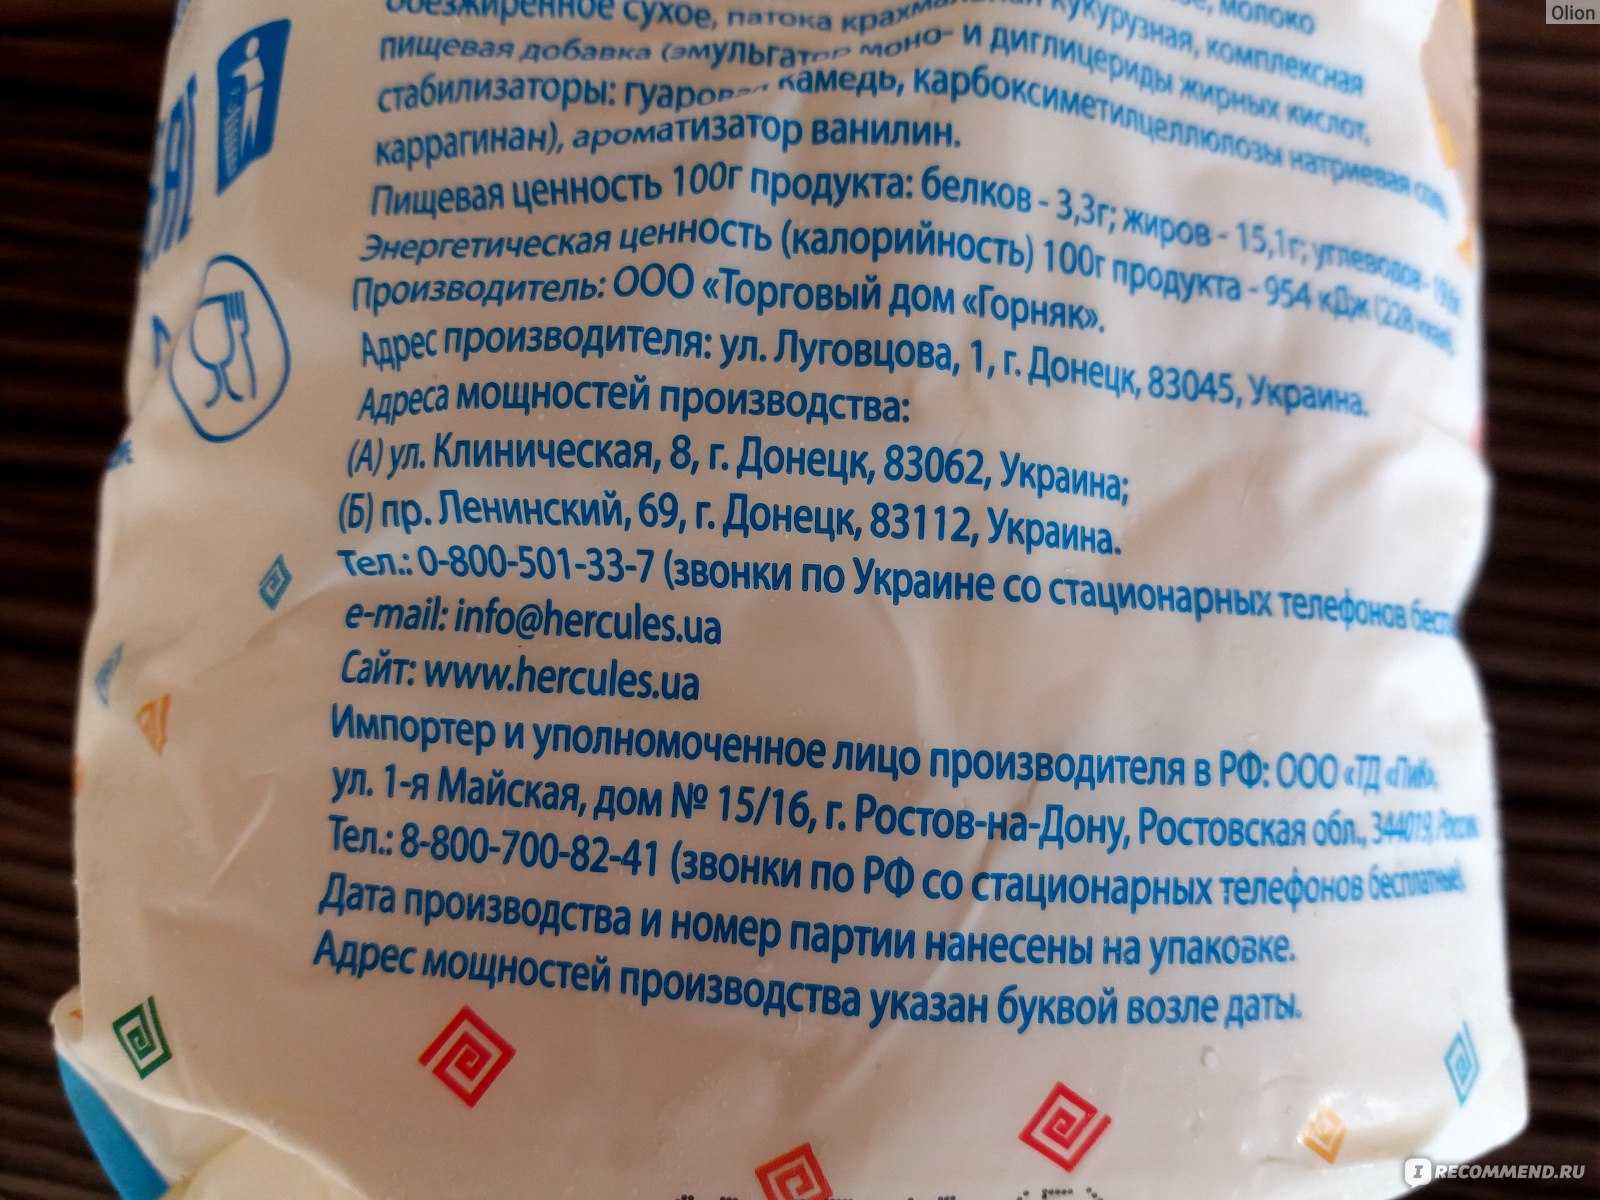 Olion
обезжиренное сухое, патока крахмальная кукурузная, комплексная
молоко
пищевая добавка (эмульгатор моно- и диглицериды жирных кислот,
стабилизаторы: гуаровая камедь, карбоксиметилцеллюлозы натриевая соль,
каррагинан), ароматизатор ванилин.
Пищевая ценность 100г продукта: белков - 3,3г; жиров - 15,1г; углеводов -
Энергетическая ценность (калорийность) 100г продукта - 954 кДж (228 ккал).
Производитель: ООО «Торговый дом «Горняк».
Адрес производителя: ул. Луговцова, 1, г. Донецк, 83045, Украина.
Адреса мощностей производства:
(А) ул. Клиническая, 8, г. Донецк, 83062, Украина;
(Б) пр. Ленинский, 69, г. Донецк, 83112, Украина.
Тел.: 0-800-501-33-7 (звонки по Украине со стационарных телефонов
e-mail: info@hercules.ua
Сайт: www.hercules.ua
Импортер и уполномоченное лицо производителя в РФ: ООО «ТД «ПиК»,
ул. 1-я Майская, дом № 15/16, г. Ростов-на-Дону, Ростовская обл., 344019, Россия
Тел.: 8-800-700-82-41 (звонки по РФ со стационарных телефонов бесплатные)
Дата производства и номер партии нанесены на упаковке.
Адрес мощностей производства указан буквой возле даты.
IRECOMMEND.RU